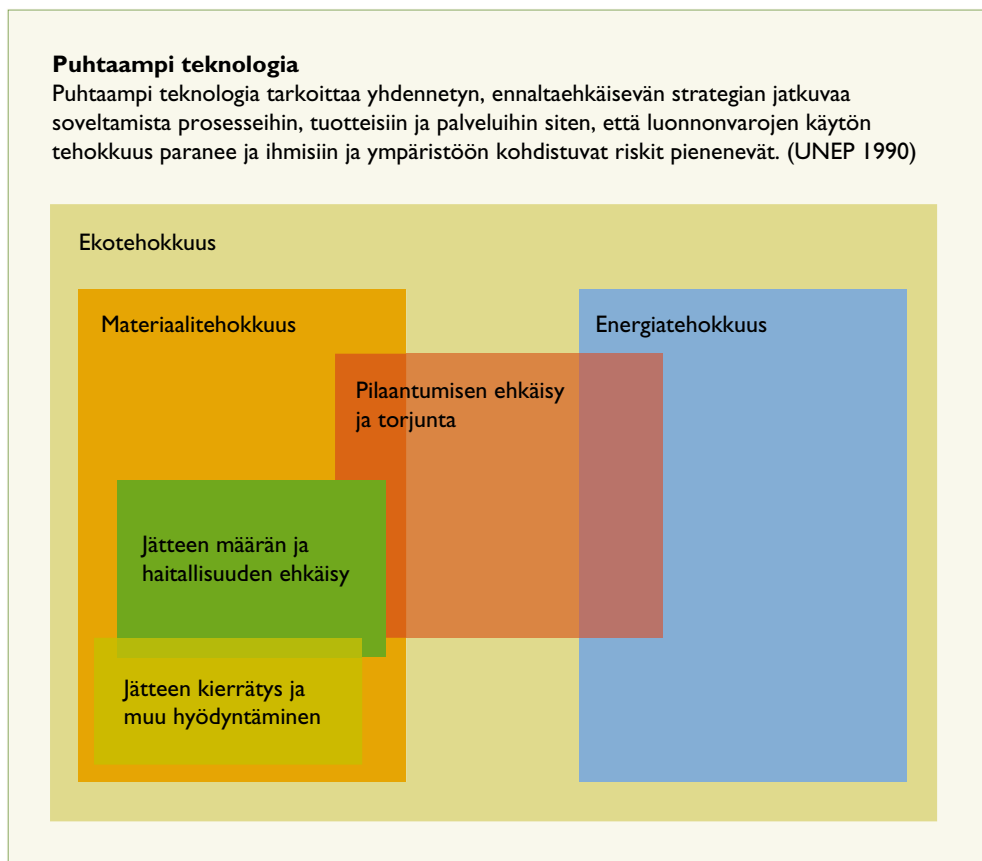 Puhtaampi teknologia
Puhtaampi teknologia tarkoittaa yhdennetyn, ennaltaehkäisevän strategian jatkuvaa
soveltamista prosesseihin, tuotteisiin ja palveluihin siten, että luonnonvarojen käytön
tehokkuus paranee ja ihmisiin ja ympäristöön kohdistuvat riskit pienenevät. (UNEP 1990)
Ekotehokkuus
Materiaalitehokkuus
Energiatehokkuus
Pilaantumisen ehkäisy
ja torjunta
Jätteen määrän ja
haitallisuuden ehkäisy
Jätteen kierrätys ja
muu hyödyntäminen